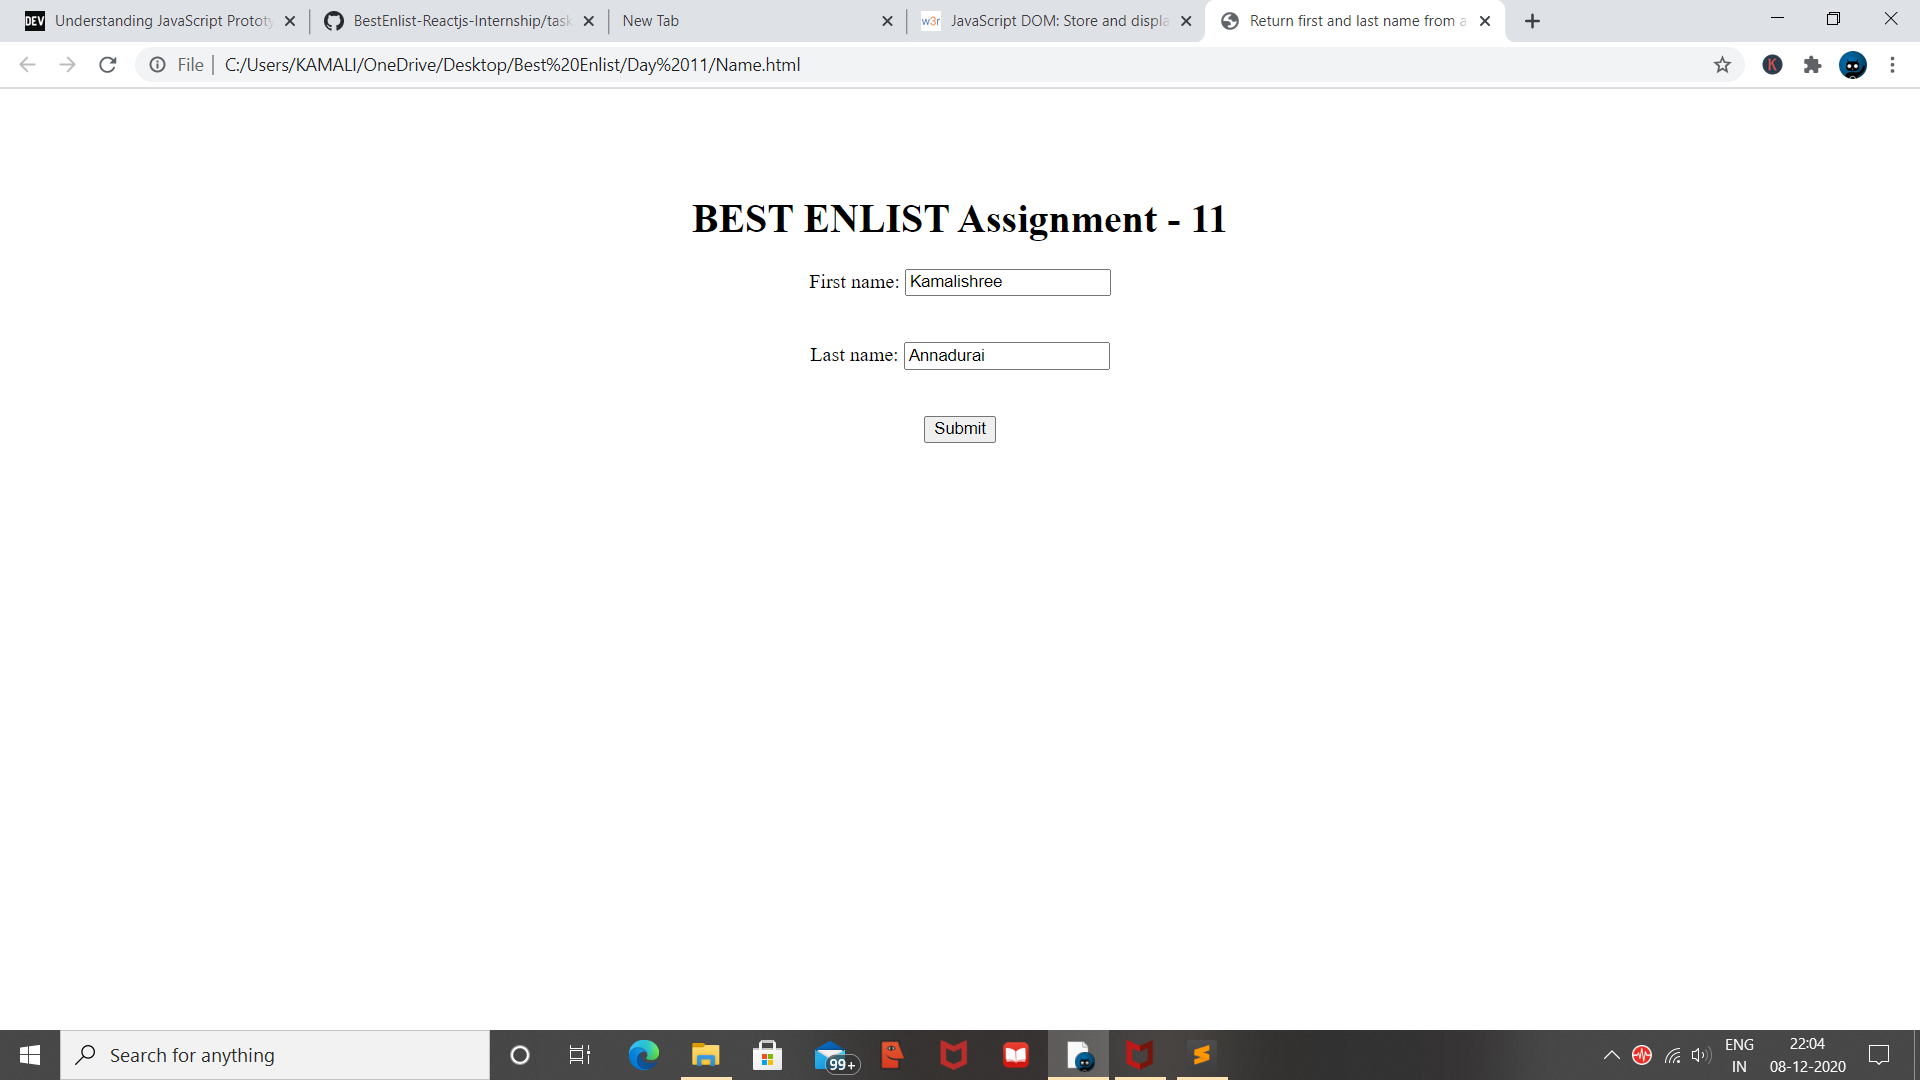 DEV Understanding JavaScript Prototy
BestEnlist-Reactjs-Internship/task
New Tab
w3r JavaScript DOM: Store and displa
Return first and last name from a
File C:/Users/KAMALI/OneDrive/Desktop/Best%20Enlist/Day%2011/Name.html
K
BEST ENLIST Assignment - 11
First name: Kamalishree
Last name: Annadurai
Submit
Search for anything
99+
ENG
IN
22:04
08-12-2020